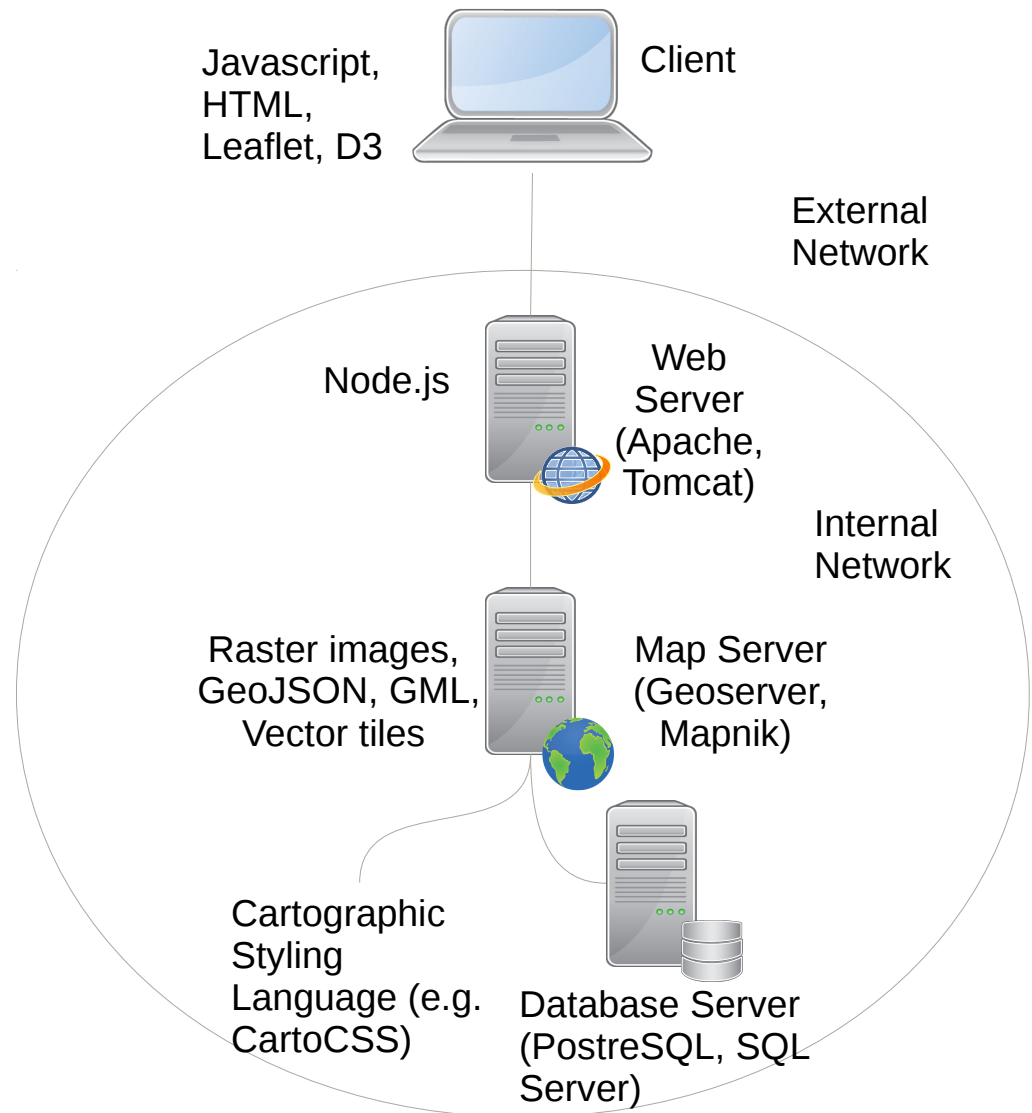 Javascript,
HTML,
Leaflet, D3
Client
External
Network
Node.js
Web
Server
(Apache,
Tomcat)
Internal
Network
Raster images,
GeoJSON, GML,
Vector tiles
Map Server
(Geoserver,
Mapnik)
Cartographic
Styling
Language (e.g.
CartoCSS)
Database Server
(PostreSQL, SQL
Server)